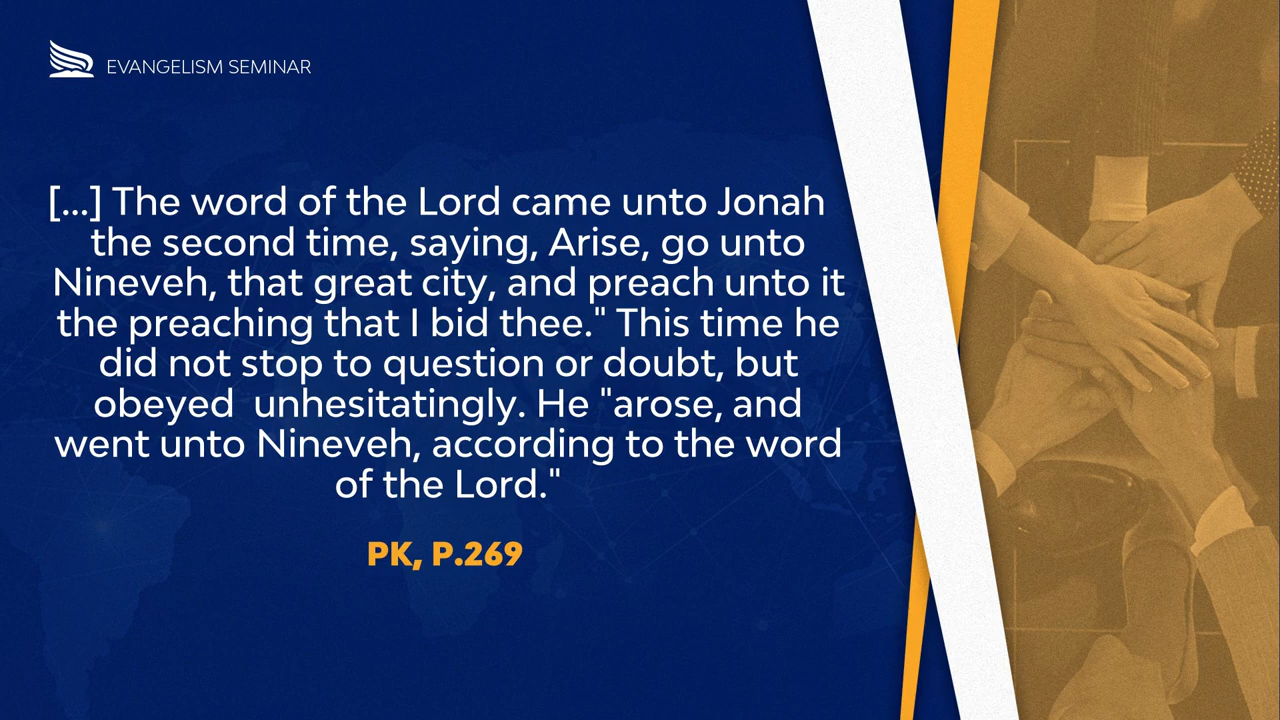 EVANGELISM SEMINAR
[...] The word of the Lord came unto Jonah
the second time, saying, Arise, go unto
Nineveh, that great city, and preach unto it
the preaching that I bid thee." This time he
did not stop to question or doubt, but
obeyed  unhesitatingly. He "arose, and
went unto Nineveh, according to the word
of the Lord."
PK, P.269